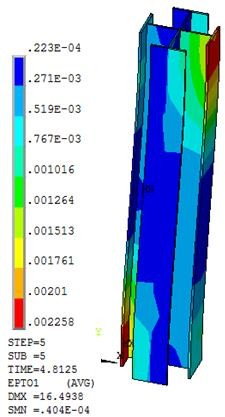 .223E-04
.271E-03
.519E-03
.767E-03
.001016
.001264
.001513
.001761
.00201
.002258
STEP=5
SUB =5
TIME=4.8125
EPTO1 (AVG)
DMX =16.4938
SMN =.404E-04